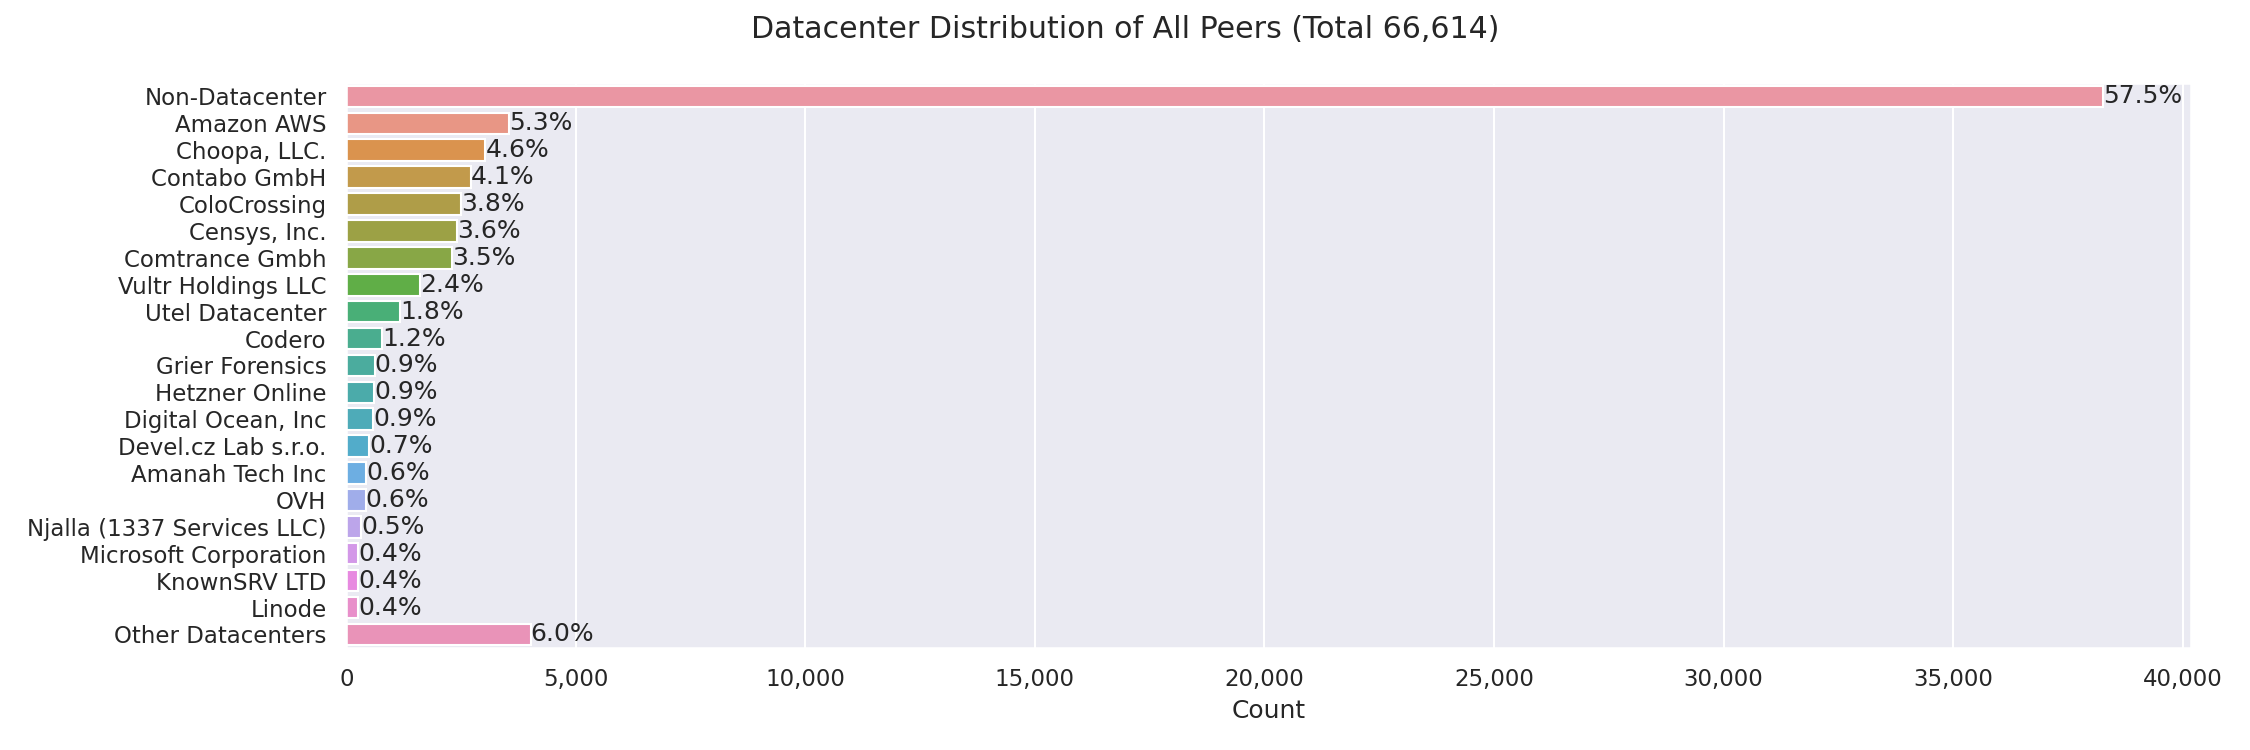 Datacenter Distribution of All Peers (Total 66,614)
Non-Datacenter 57.5%
Amazon AWS 5.3%
Choopa, LLC. 4.6%
Contabo GmbH 4.1%
ColoCrossing 3.8%
Censys, Inc. 3.6%
Comtrance Gmbh 3.5%
Vultr Holdings LLC 2.4%
Utel Datacenter 1.8%
Codero 1.2%
Grier Forensics 0.9%
Hetzner Online 0.9%
Digital Ocean, Inc 0.9%
Devel.cz Lab s.r.o. 0.7%
Amanah Tech Inc 0.6%
OVH 0.6%
Njalla (1337 Services LLC) 0.5%
Microsoft Corporation 0.4%
KnownSRV LTD 0.4%
Linode 0.4%
Other Datacenters 6.0%
0 5,000 10,000 15,000 20,000 25,000 30,000 35,000 40,000
Count